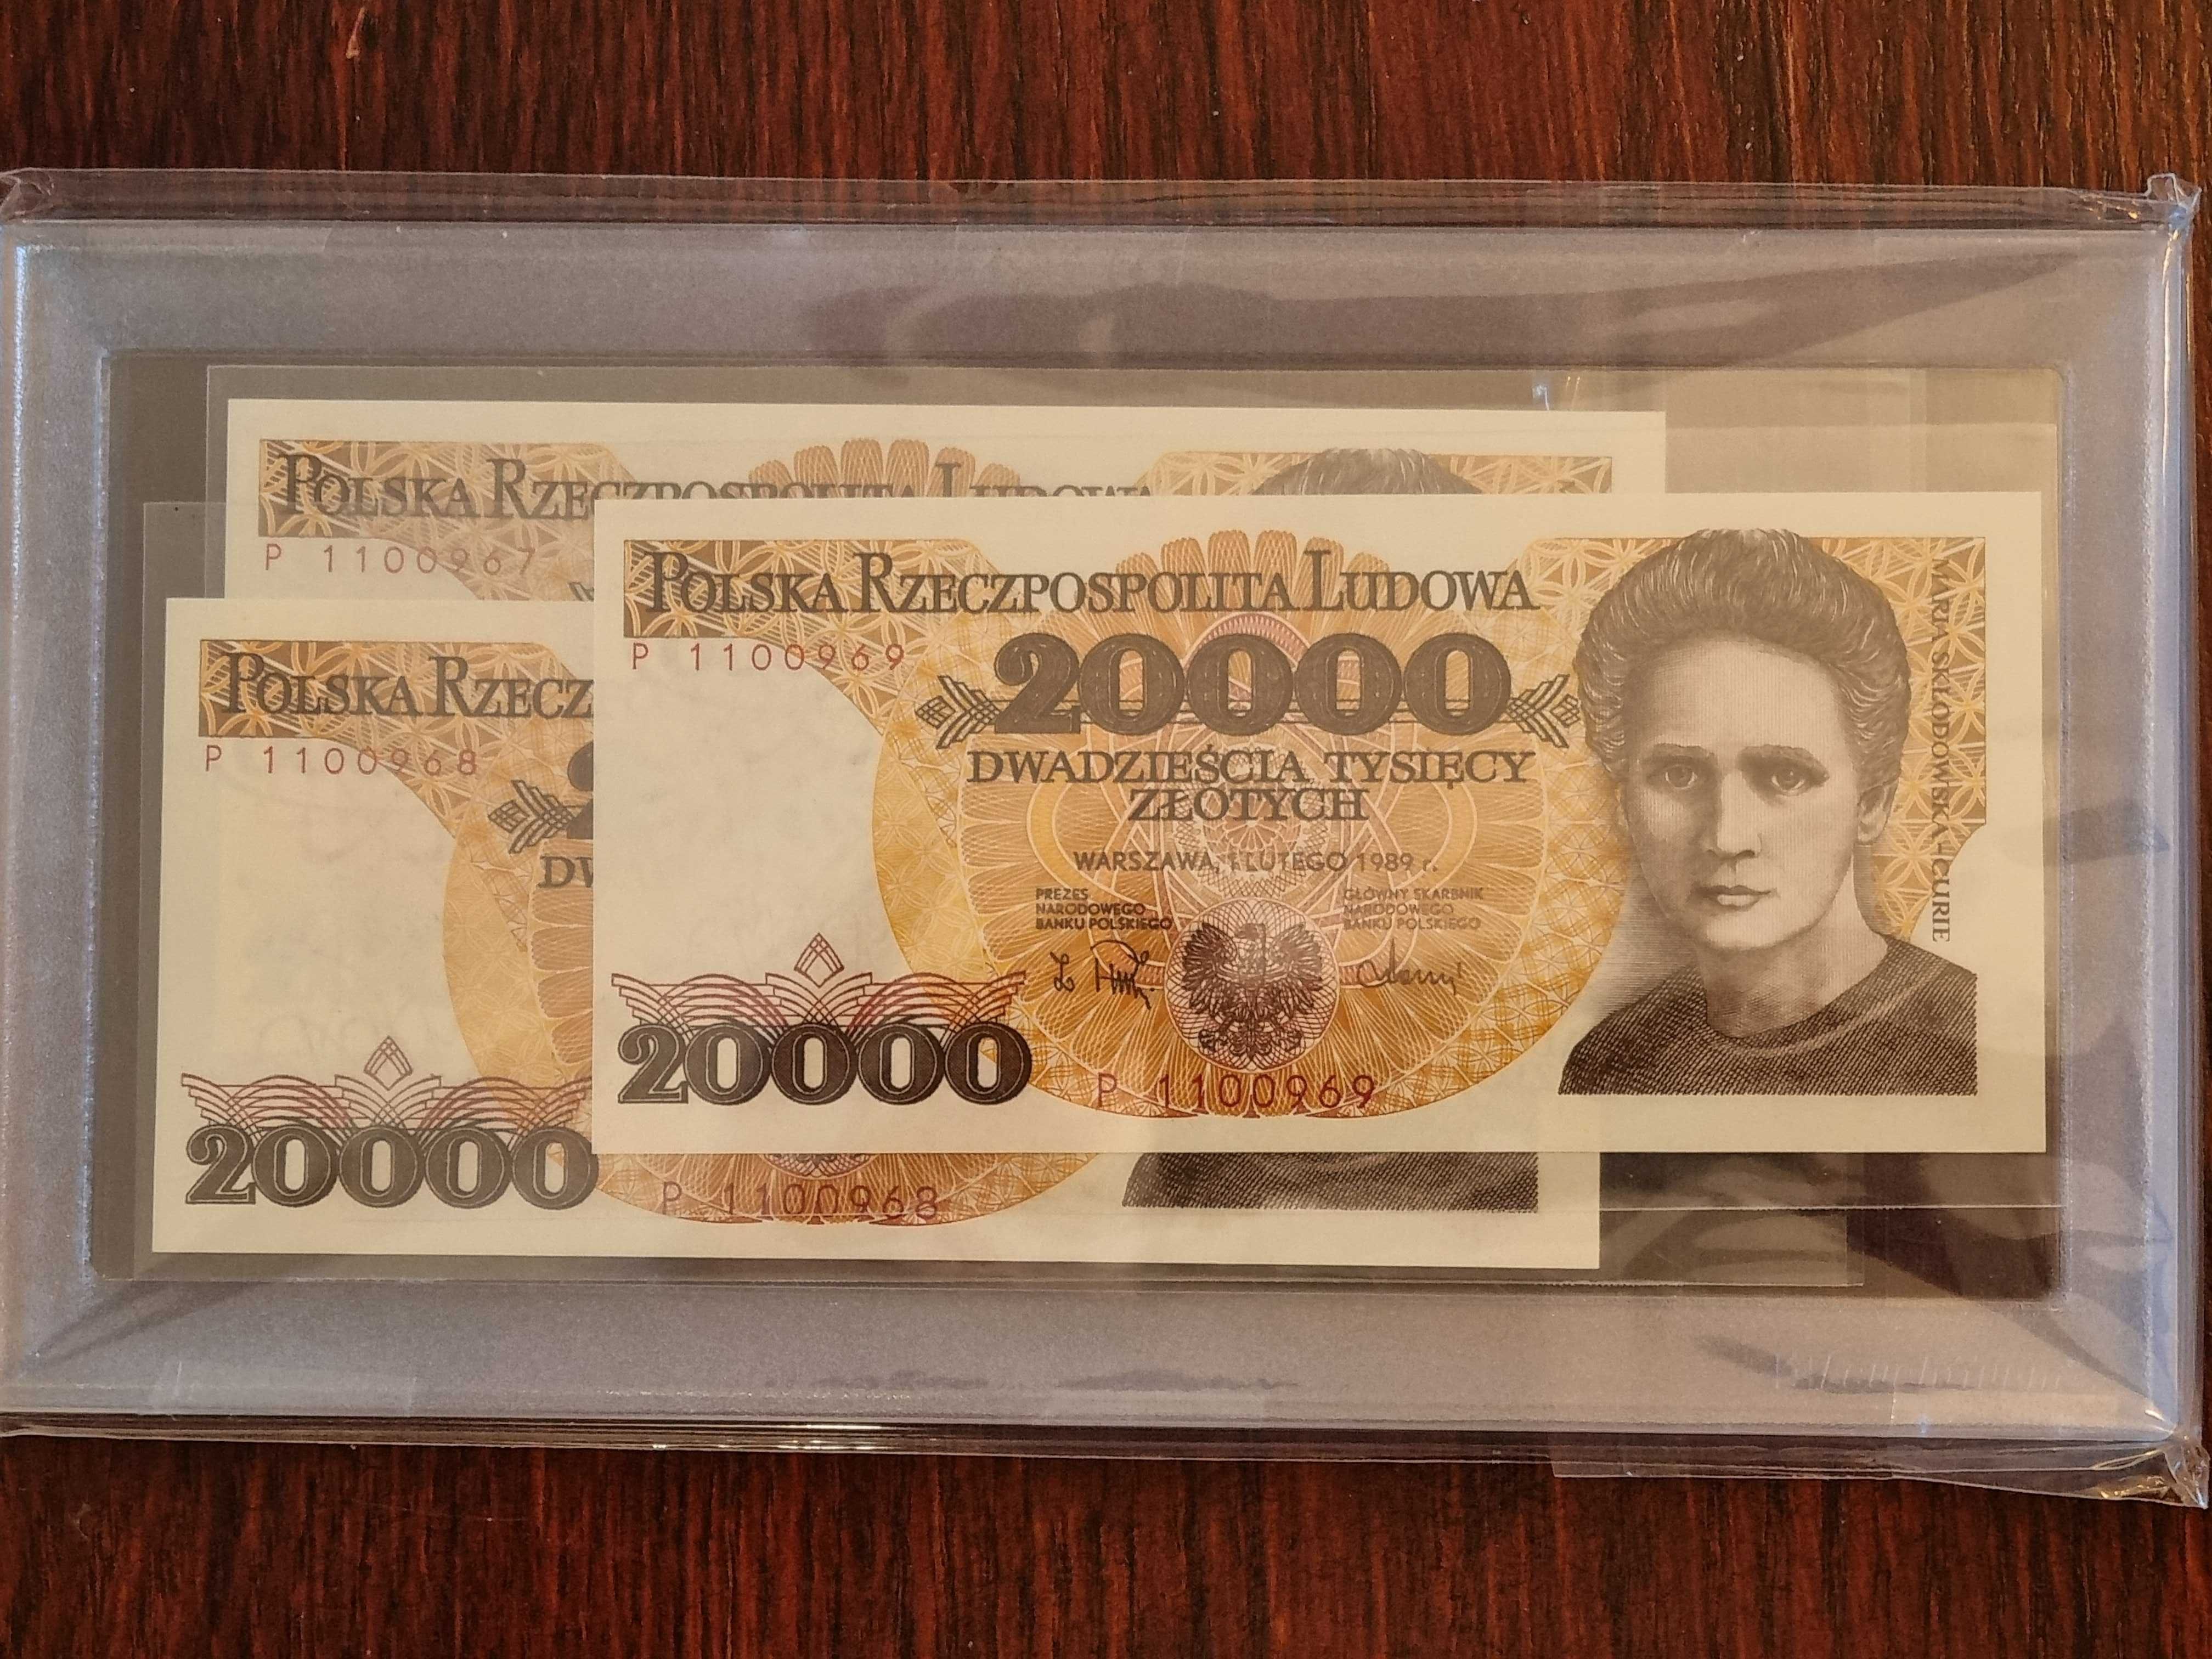 POLSKA RZECZPOSPOLITA LUDOWA
P 1100967
POLSKA RZECZ
P 1100968
DW
20000
P 1100968
POLSKA RZECZPOSPOLITA LUDOWA
P 1100969
20000
DWADZIEŚCIA TYSIĘCY
ZŁOTYCH
WARSZAWA, 1 LUTEGO 1989 r.
PREZES
NARODOWEGO
BANKU POLSKIEGO
GŁÓWNY SKARBNIK
NARODOWEGO
BANKU POLSKIEGO
20000
P 1100969
MARIA SKŁODOWSKA-CURIE